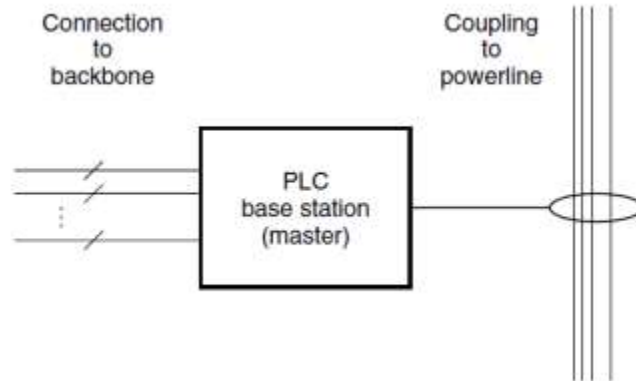 Connection
to
backbone
Coupling
to
powerline
PLC
base station
(master)